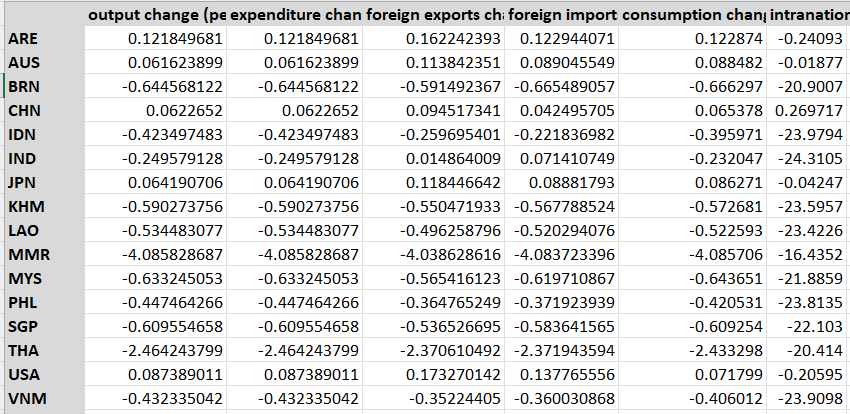 output change (pe expenditure chan foreign exports cha foreign import consumption chang intranation
ARE 0.121849681 0.121849681 0.162242393 0.122944071 0.122874 -0.24093
AUS 0.061623899 0.061623899 0.113842351 0.089045549 0.088482 -0.01877
BRN -0.644568122 -0.644568122 -0.591492367 -0.665489057 -0.666297 -20.9007
CHN 0.0622652 0.0622652 0.094517341 0.042495705 0.065378 0.269717
IDN -0.423497483 -0.423497483 -0.259695401 -0.221836982 -0.395971 -23.9794
IND -0.249579128 -0.249579128 0.014864009 0.071410749 -0.232047 -24.3105
JPN 0.064190706 0.064190706 0.118446642 0.08881793 0.086271 -0.04247
KHM -0.590273756 -0.590273756 -0.550471933 -0.567788524 -0.572681 -23.5957
LAO -0.534483077 -0.534483077 -0.496258796 -0.520294076 -0.522593 -23.4226
MMR -4.085828687 -4.085828687 -4.038628616 -4.083723396 -4.085706 -16.4352
MYS -0.633245053 -0.633245053 -0.565416123 -0.619710867 -0.643651 -21.8859
PHL -0.447464266 -0.447464266 -0.364765249 -0.371923939 -0.420531 -23.8135
SGP -0.609554658 -0.609554658 -0.536526695 -0.583641565 -0.609254 -22.103
THA -2.464243799 -2.464243799 -2.370610492 -2.371943594 -2.433298 -20.414
USA 0.087389011 0.087389011 0.173270142 0.137765556 0.071799 -0.20595
VNM -0.432335042 -0.432335042 -0.35224405 -0.360030868 -0.406012 -23.9098